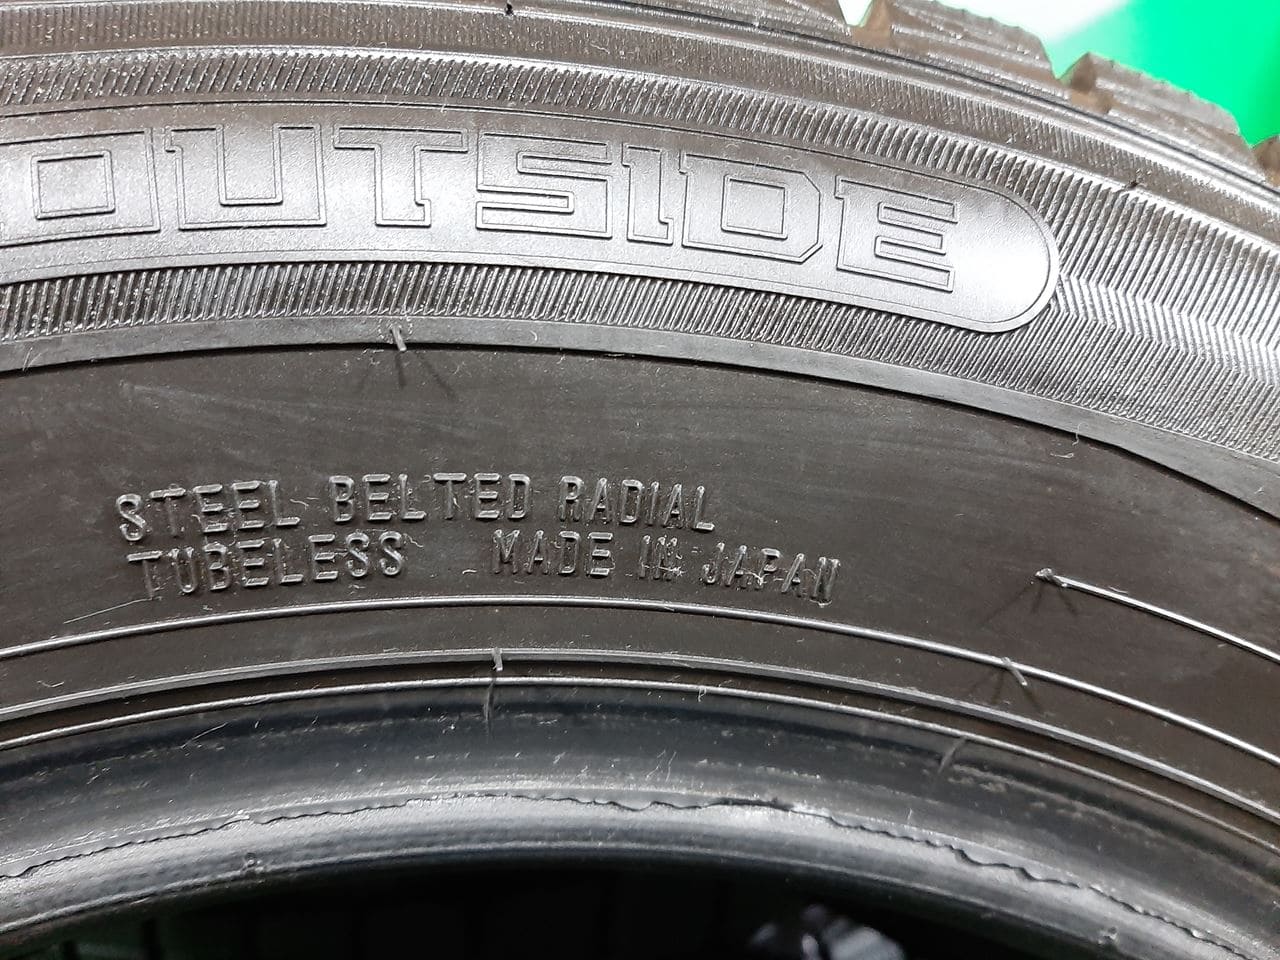 OUTSIDE
STEEL BELTED RADIAL
TUBELESS MADE IN JAPAN